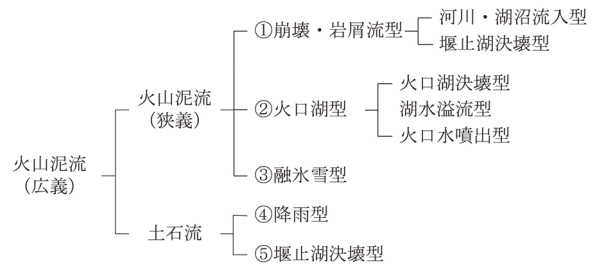 河川・湖沼流入型
①崩壊・岩屑流型
堰止湖決壊型
火山泥流
(狭義)
火口湖決壊型
②火口湖型
湖水溢流型
火口水噴出型
火山泥流
(広義)
③融氷雪型
④降雨型
土石流
⑤堰止湖決壊型